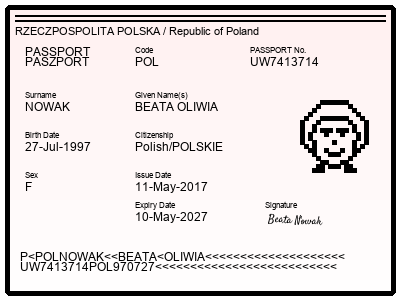 RZECZPOSPOLITA POLSKA / Republic of Poland
PASSPORT Code PASSPORT No.
PASZPORT POL UW7413714
Surname Given Name(s)
NOWAK BEATA OLIWIA
Birth Date Citizenship
27-Jul-1997 Polish/POLSKIE
Sex Issue Date
F 11-May-2017
Expiry Date Signature
10-May-2027 Beata Nowak
P<POLNOWAK<<BEATA<OLIWIA<<<<<<<<<<<<<<<<<<<<
UW7413714POL970727<<<<<<<<<<<<<<<<<<<<<<<<<<